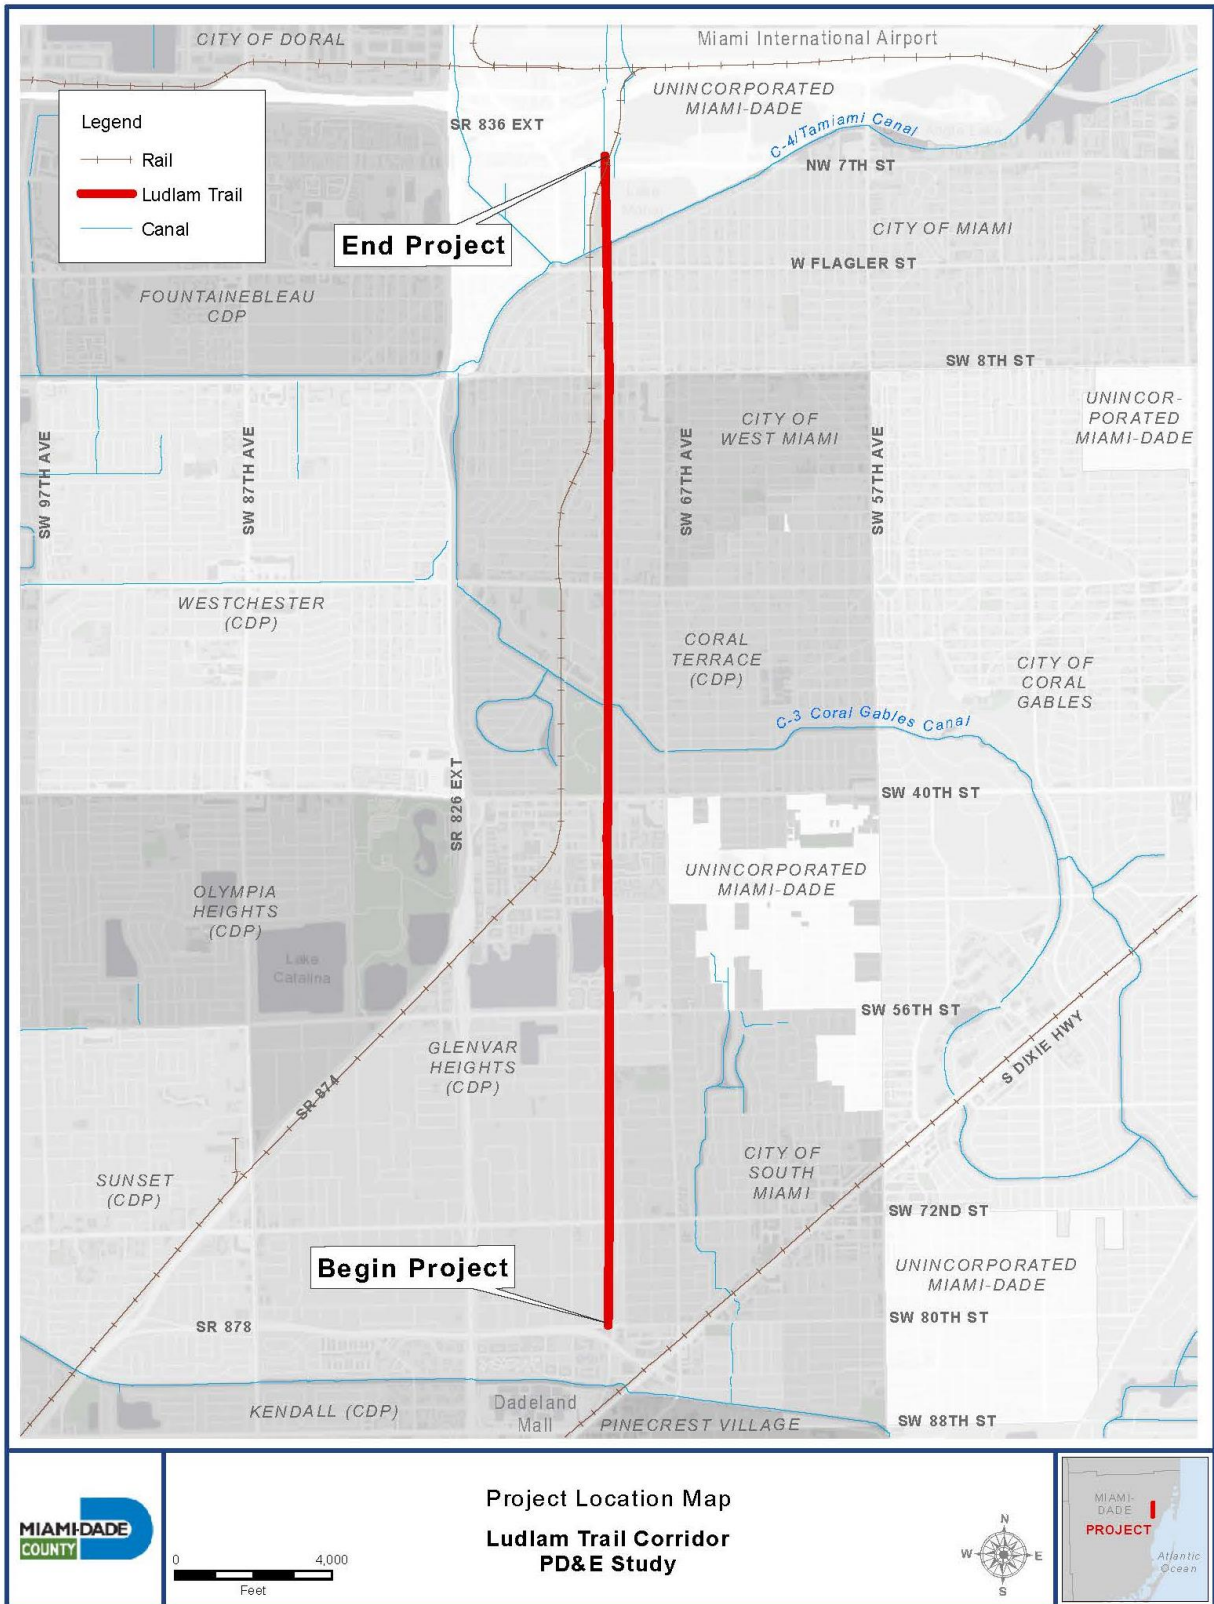 CITY OF DORAL
Miami International Airport
UNINCORPORATED
MIAMI-DADE
Legend
Rail
Ludlam Trail
Canal
SR 836 EXT
C-4/Tamiami Canal
NW 7TH ST
End Project
CITY OF MIAMI
W FLAGLER ST
FOUNTAINEBLEAU
CDP
SW 8TH ST
UNINCOR-
PORATED
MIAMI-DADE
CITY OF
WEST MIAMI
SW 97TH AVE
SW 87TH AVE
SW 67TH AVE
SW 57TH AVE
WESTCHESTER
(CDP)
CORAL
TERRACE
(CDP)
CITY OF
CORAL
GABLES
C-3 Coral Gables Canal
SR 826 EXT
SW 40TH ST
UNINCORPORATED
MIAMI-DADE
OLYMPIA
HEIGHTS
(CDP)
Lake
Catalina
SW 56TH ST
S DIXIE HWY
GLENVAR
HEIGHTS
(CDP)
SR 874
CITY OF
SOUTH
MIAMI
SUNSET
(CDP)
SW 72ND ST
Begin Project
UNINCORPORATED
MIAMI-DADE
SR 878
SW 80TH ST
KENDALL (CDP)
Dadeland
Mall
PINECREST VILLAGE
SW 88TH ST
MIAMI-DADE
COUNTY
0 4,000
Feet
Project Location Map
Ludlam Trail Corridor
PD&E Study
N
W E
S
MIAMI-
DADE
PROJECT
Atlantic
Ocean